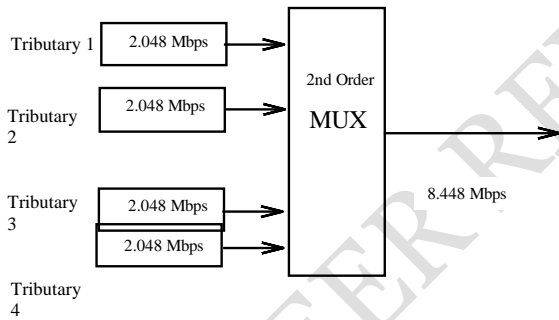 Tributary 1
2.048 Mbps
2nd Order
MUX
Tributary
2
2.048 Mbps
Tributary
3
2.048 Mbps
8.448 Mbps
2.048 Mbps
Tributary
4